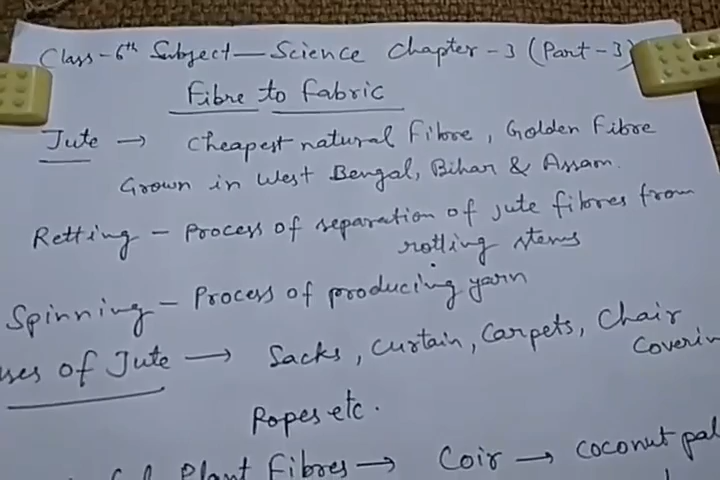 Class-6th Subject — Science Chapter - 3 (Part-3)
Fibre to Fabric
Jute → Cheapest natural Fibre, Golden Fibre
Grown in West Bengal, Bihar & Assam.
Retting - Process of separation of jute fibres from
rotting stems
Spinning - Process of producing yarn
ses of Jute → Sacks, Curtain, Carpets, Chair
Coverin
Ropes etc.
Plant Fibres → Coir → Coconut pal